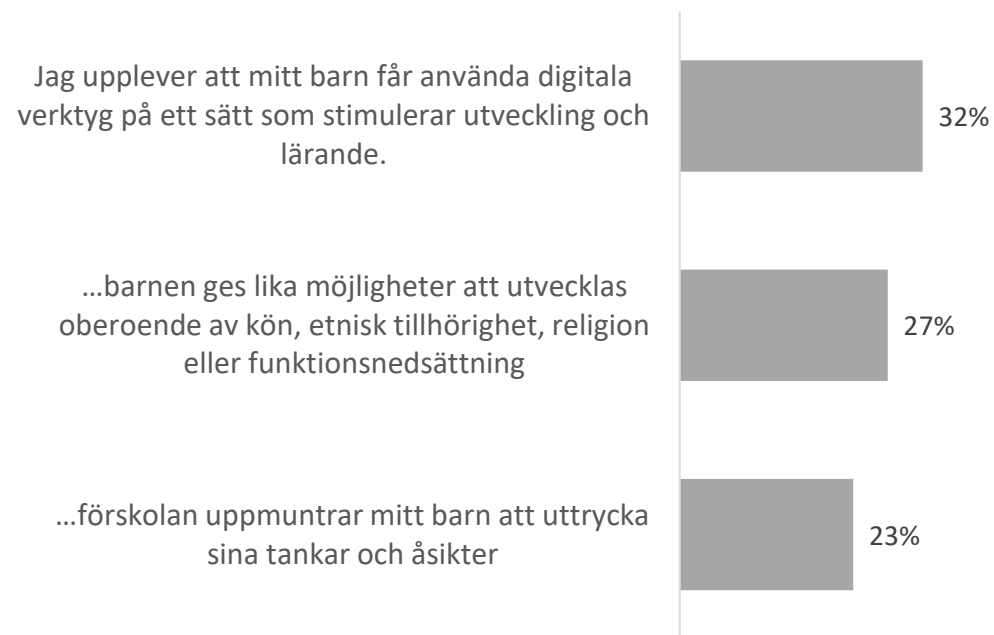 Jag upplever att mitt barn får använda digitala
verktyg på ett sätt som stimulerar utveckling och
lärande.
32%
...barnen ges lika möjligheter att utvecklas
oberoende av kön, etnisk tillhörighet, religion
eller funktionsnedsättning
27%
...förskolan uppmuntrar mitt barn att uttrycka
sina tankar och åsikter
23%